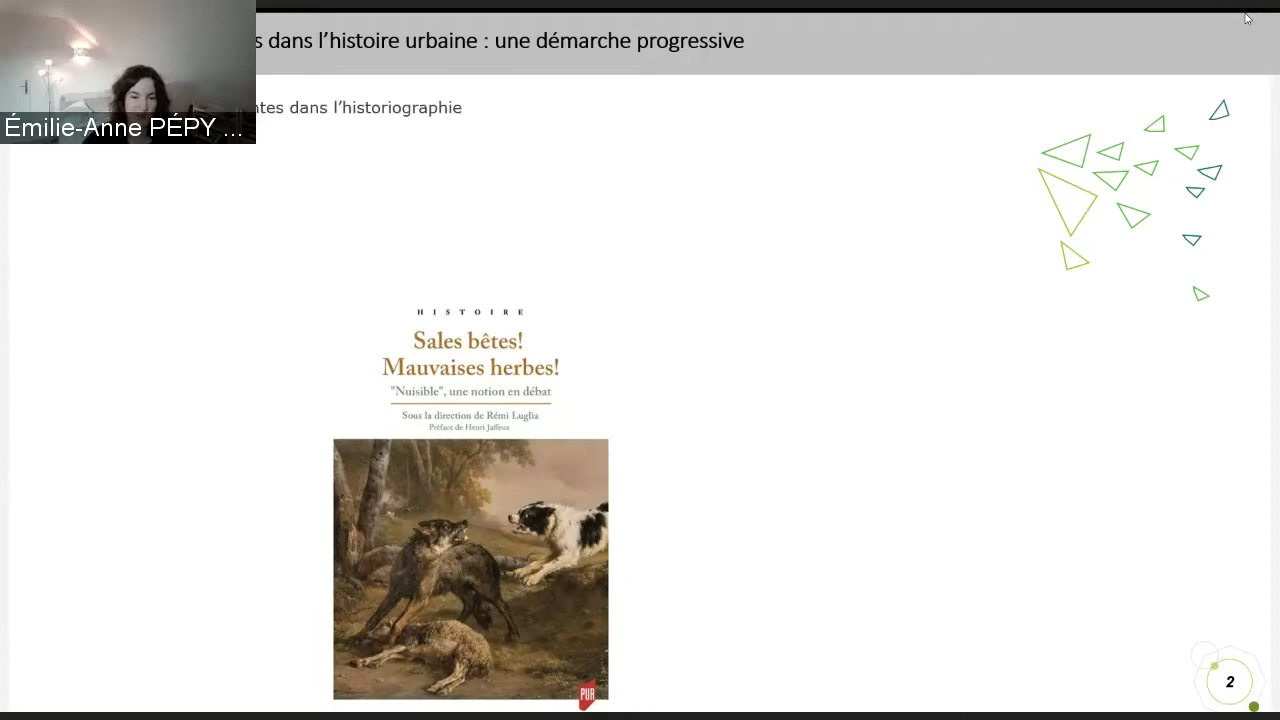 s dans l'histoire urbaine : une démarche progressive
Émilie-Anne PÉPY ...
ntes dans l'historiographie
HISTOIRE
Sales bêtes!
Mauvaises herbes!
"Nuisible", une notion en débat
Sous la direction de Rémi Luglia
Préface de Henri Jaffeux
PUR
2